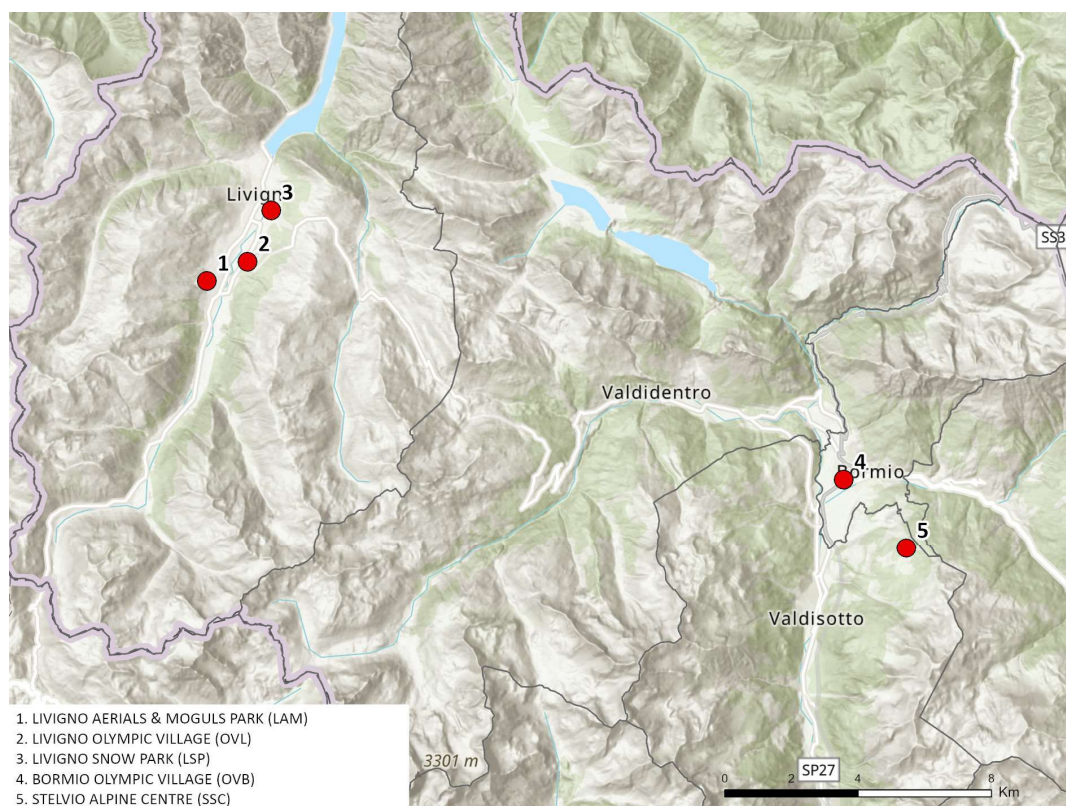 3
Livign
2
1
SS3
Valdidentro
4
Bormio
5
Valdisotto
1. LIVIGNO AERIALS & MOGULS PARK (LAM)
2. LIVIGNO OLYMPIC VILLAGE (OVL)
3. LIVIGNO SNOW PARK (LSP)
4. BORMIO OLYMPIC VILLAGE (OVB)
5. STELVIO ALPINE CENTRE (SSC)
3301 m
SP27
0 2 4 8
Km